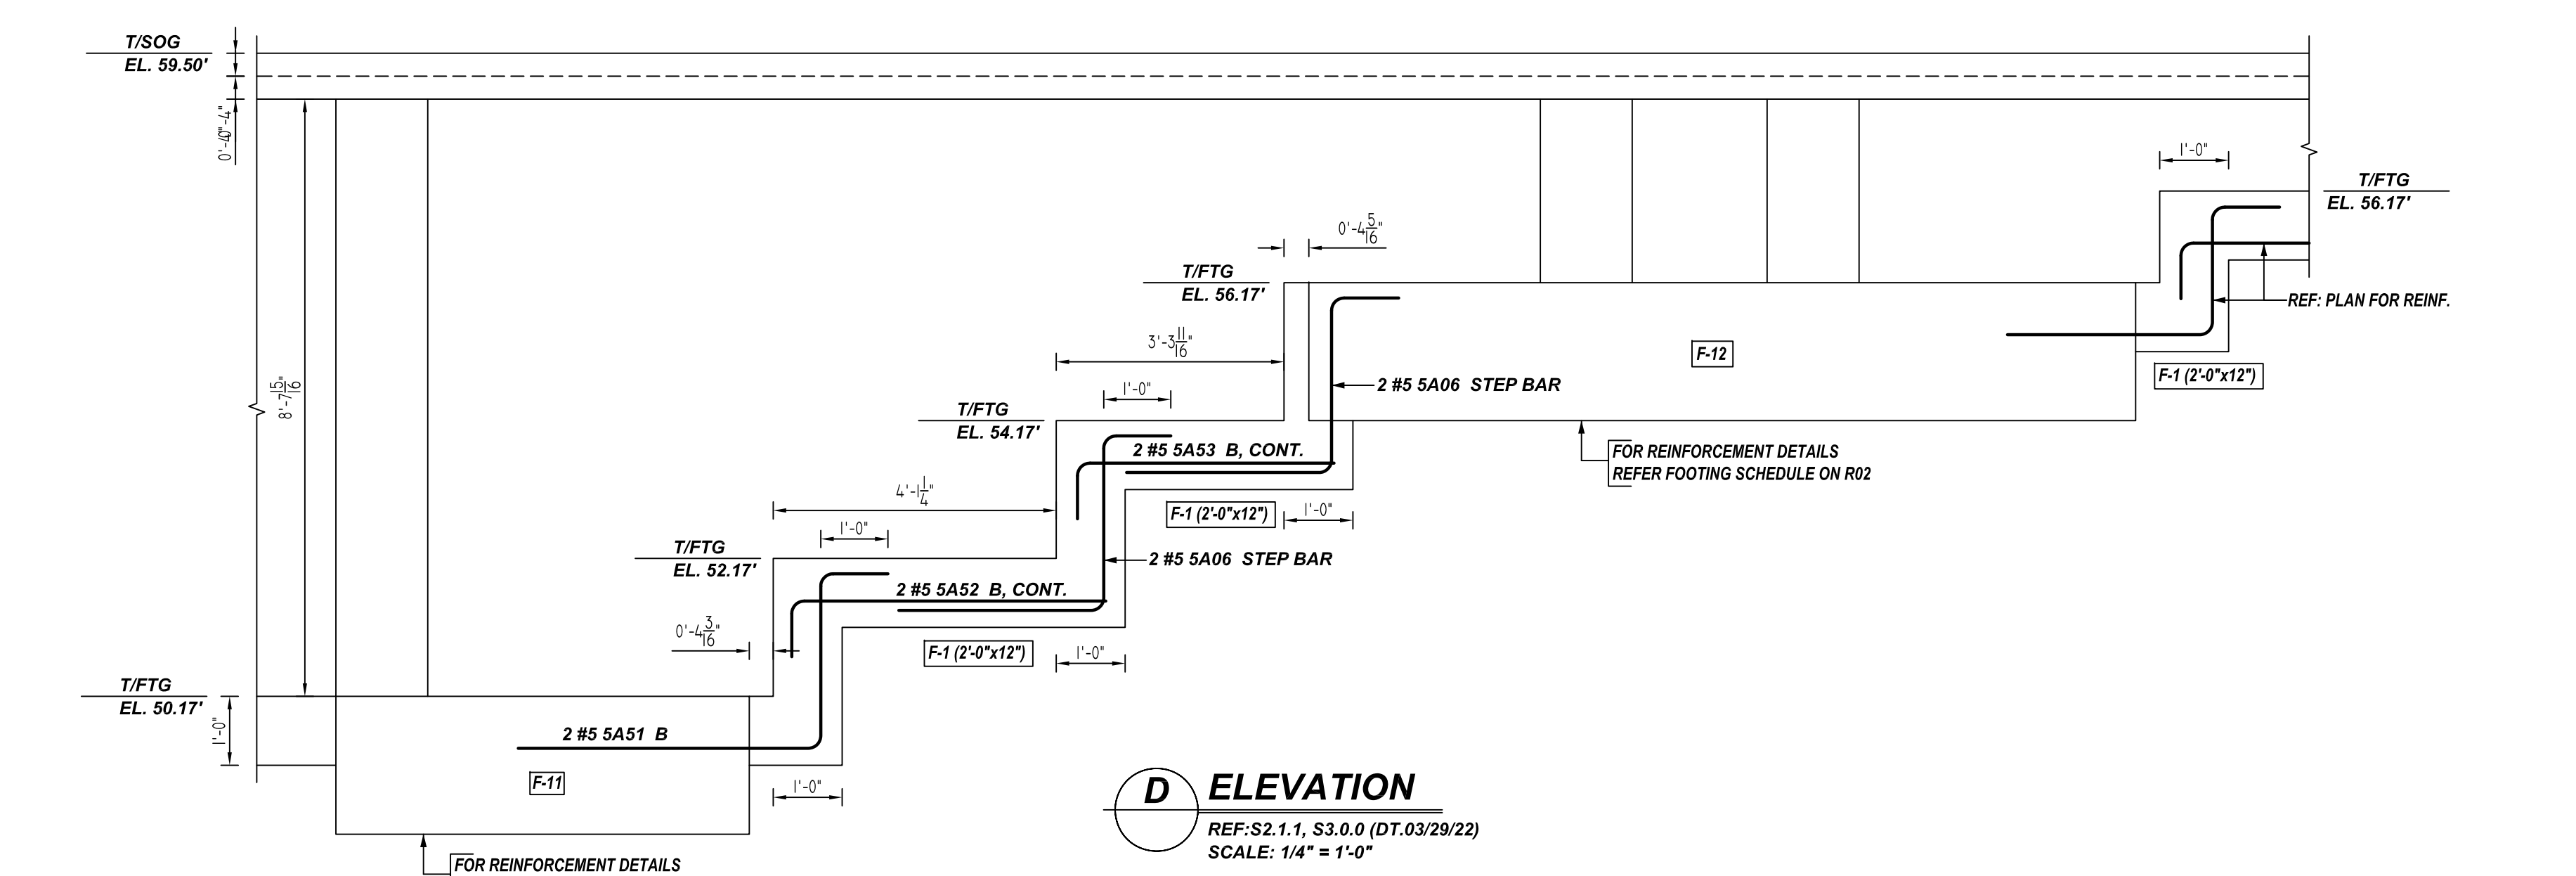 T/SOG
EL. 59.50'
0'-4"
0'-4"
8'-7 15/16"
1'-0"
T/FTG
EL. 56.17'
REF: PLAN FOR REINF.
0'-4 5/16"
T/FTG
EL. 56.17'
3'-3 11/16"
1'-0"
F-12
F-1 (2'-0"x12")
2 #5 5A06 STEP BAR
T/FTG
EL. 54.17'
2 #5 5A53 B, CONT.
FOR REINFORCEMENT DETAILS
REFER FOOTING SCHEDULE ON R02
4'-1 1/4"
1'-0"
F-1 (2'-0"x12")
1'-0"
T/FTG
EL. 52.17'
2 #5 5A06 STEP BAR
2 #5 5A52 B, CONT.
0'-4 3/16"
F-1 (2'-0"x12")
1'-0"
T/FTG
EL. 50.17'
1'-0"
2 #5 5A51 B
F-11
1'-0"
FOR REINFORCEMENT DETAILS
D
ELEVATION
REF:S2.1.1, S3.0.0 (DT.03/29/22)
SCALE: 1/4" = 1'-0"